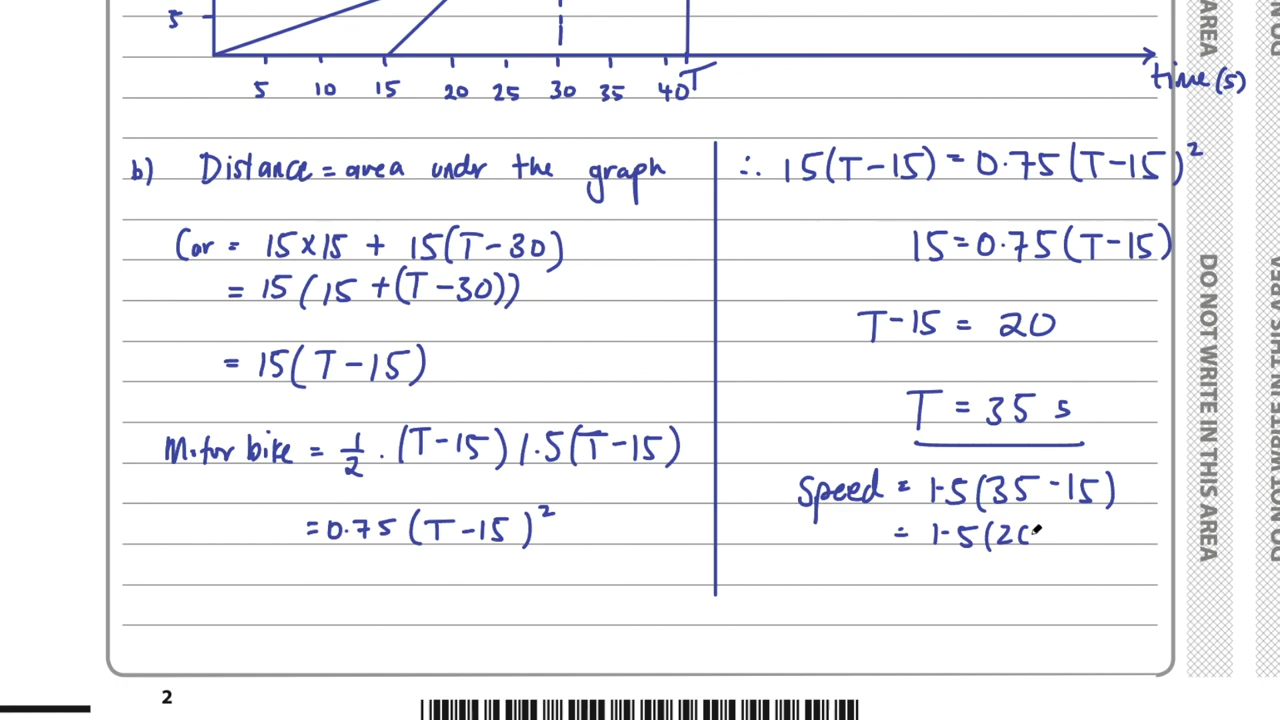 5
5 10 15 20 25 30 35 40 T
time (s)
b) Distance = area under the graph
Car = 15×15 + 15(T-30)
= 15(15 + (T-30))
= 15(T-15)
Motor bike = 1/2 . (T-15) 1.5(T-15)
= 0.75(T-15)²
∴ 15(T-15) = 0.75(T-15)²
15 = 0.75(T-15)
T-15 = 20
T = 35 s
Speed = 1.5(35-15)
= 1.5(20
AREA
DO NOT WRITE IN THIS AREA
2